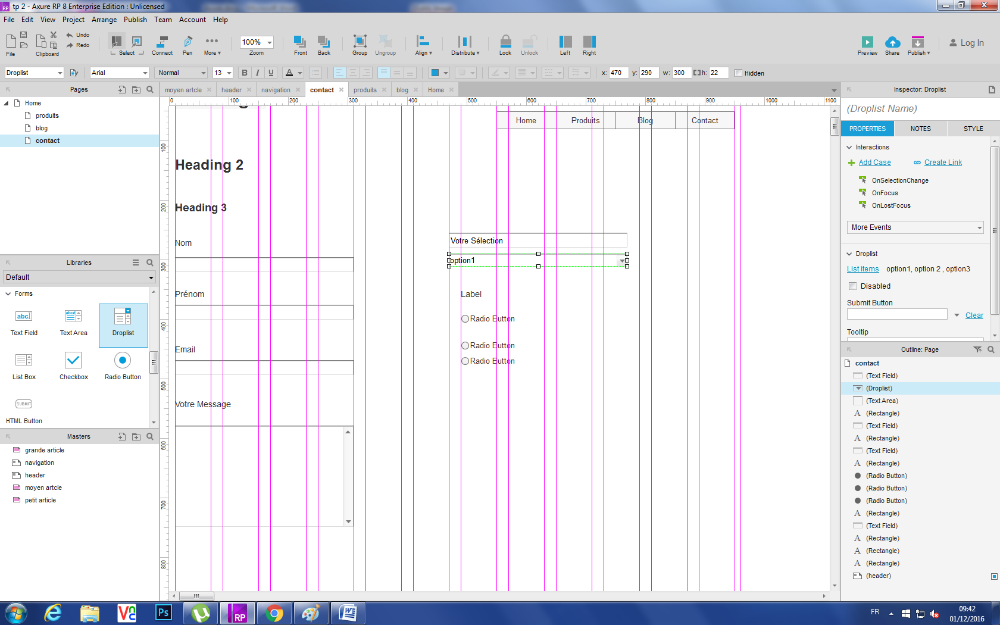 tp 2 - Axure RP 8 Enterprise Edition : Unlicensed
File Edit View Project Arrange Publish Team Account Help
Undo
Redo
File Clipboard Select Connect Pen More 100% Zoom Front Back Group Ungroup Align Distribute Lock Unlock Left Right Preview Share Publish Log In
Droplist Arial Normal 13 B I U A x: 470 y: 290 w: 300 h: 22 Hidden
Pages
Home
produits
blog
contact
Libraries
Default
Forms
Text Field Text Area Droplist
List Box Checkbox Radio Button
SUBMIT
HTML Button
Masters
grande article
navigation
header
moyen artcle
petit article
moyen artcle header navigation contact produits blog Home
0 100 200 300 400 500 600 700 800 900 1000 1100
100
200
300
400
500
600
700
800
Home Produits Blog Contact
Heading 2
Heading 3
Nom
Prénom
Email
Votre Message
Votre Sélection
option1
Label
Radio Button
Radio Button
Radio Button
Inspector: Droplist
(Droplist Name)
PROPERTIES NOTES STYLE
Interactions
Add Case Create Link
OnSelectionChange
OnFocus
OnLostFocus
More Events
Droplist
List items option1, option 2 , option3
Disabled
Submit Button
Clear
Tooltip
Outline: Page
contact
(Text Field)
(Droplist)
(Text Area)
(Rectangle)
(Text Field)
(Rectangle)
(Text Field)
(Rectangle)
(Radio Button)
(Radio Button)
(Radio Button)
(Rectangle)
(Text Field)
(Rectangle)
(Rectangle)
(Rectangle)
(header)
Ps RP FR 09:42
01/12/2016